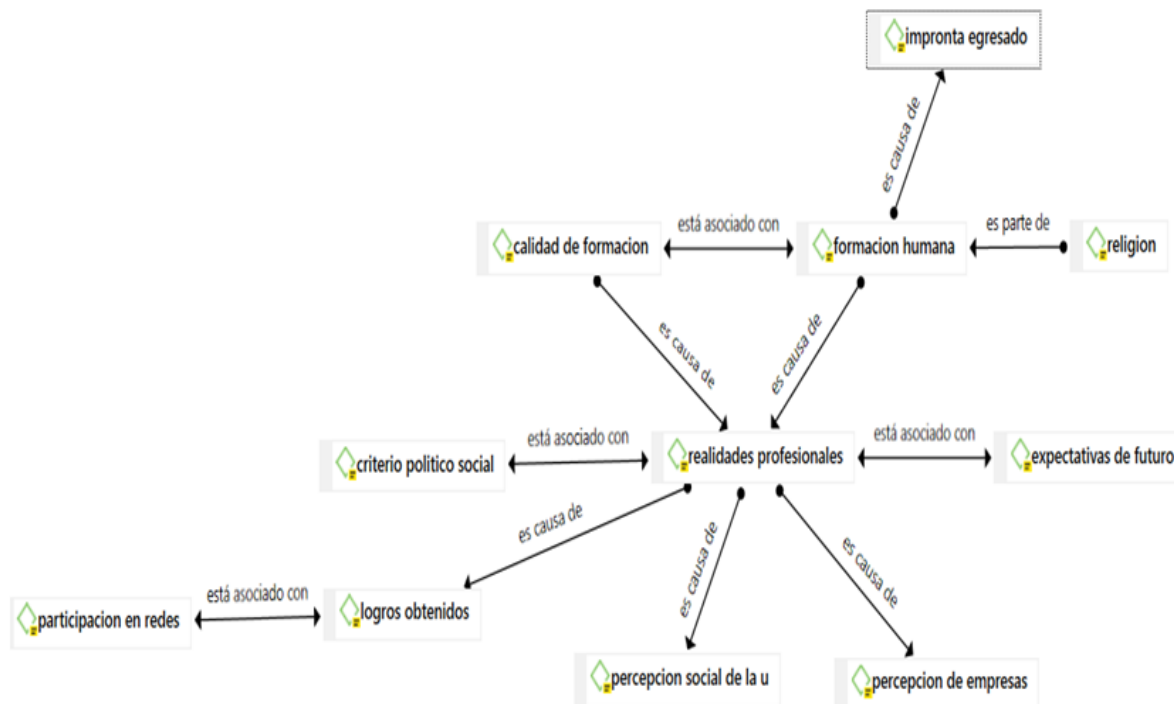 impronta egresado
es causa de
calidad de formacion
está asociado con
formacion humana
es parte de
religion
es causa de
es causa de
criterio politico social
está asociado con
realidades profesionales
está asociado con
expectativas de futuro
es causa de
es causa de
es causa de
participacion en redes
está asociado con
logros obtenidos
percepcion social de la u
percepcion de empresas